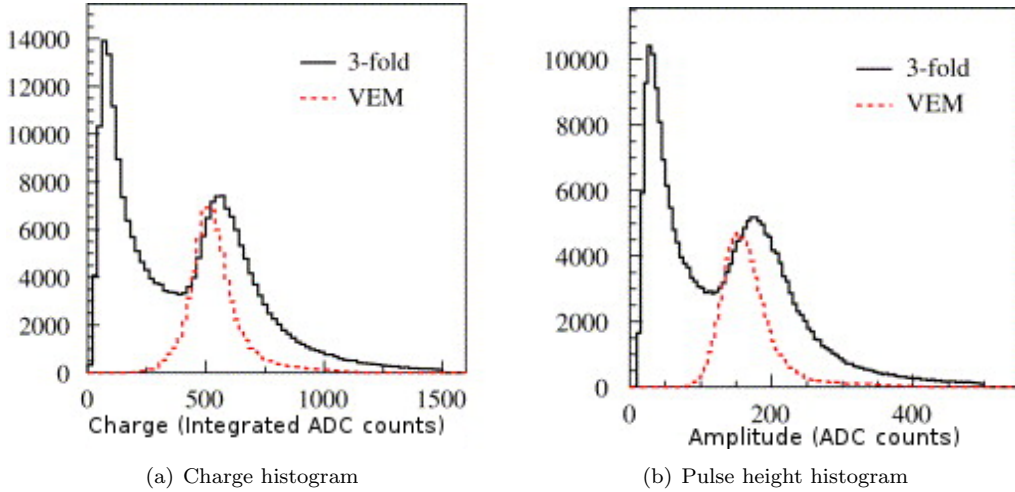 14000
12000
10000
8000
6000
4000
2000
0
3-fold
VEM
0 500 1000 1500
Charge (Integrated ADC counts)
(a) Charge histogram
10000
8000
6000
4000
2000
0
3-fold
VEM
0 200 400
Amplitude (ADC counts)
(b) Pulse height histogram